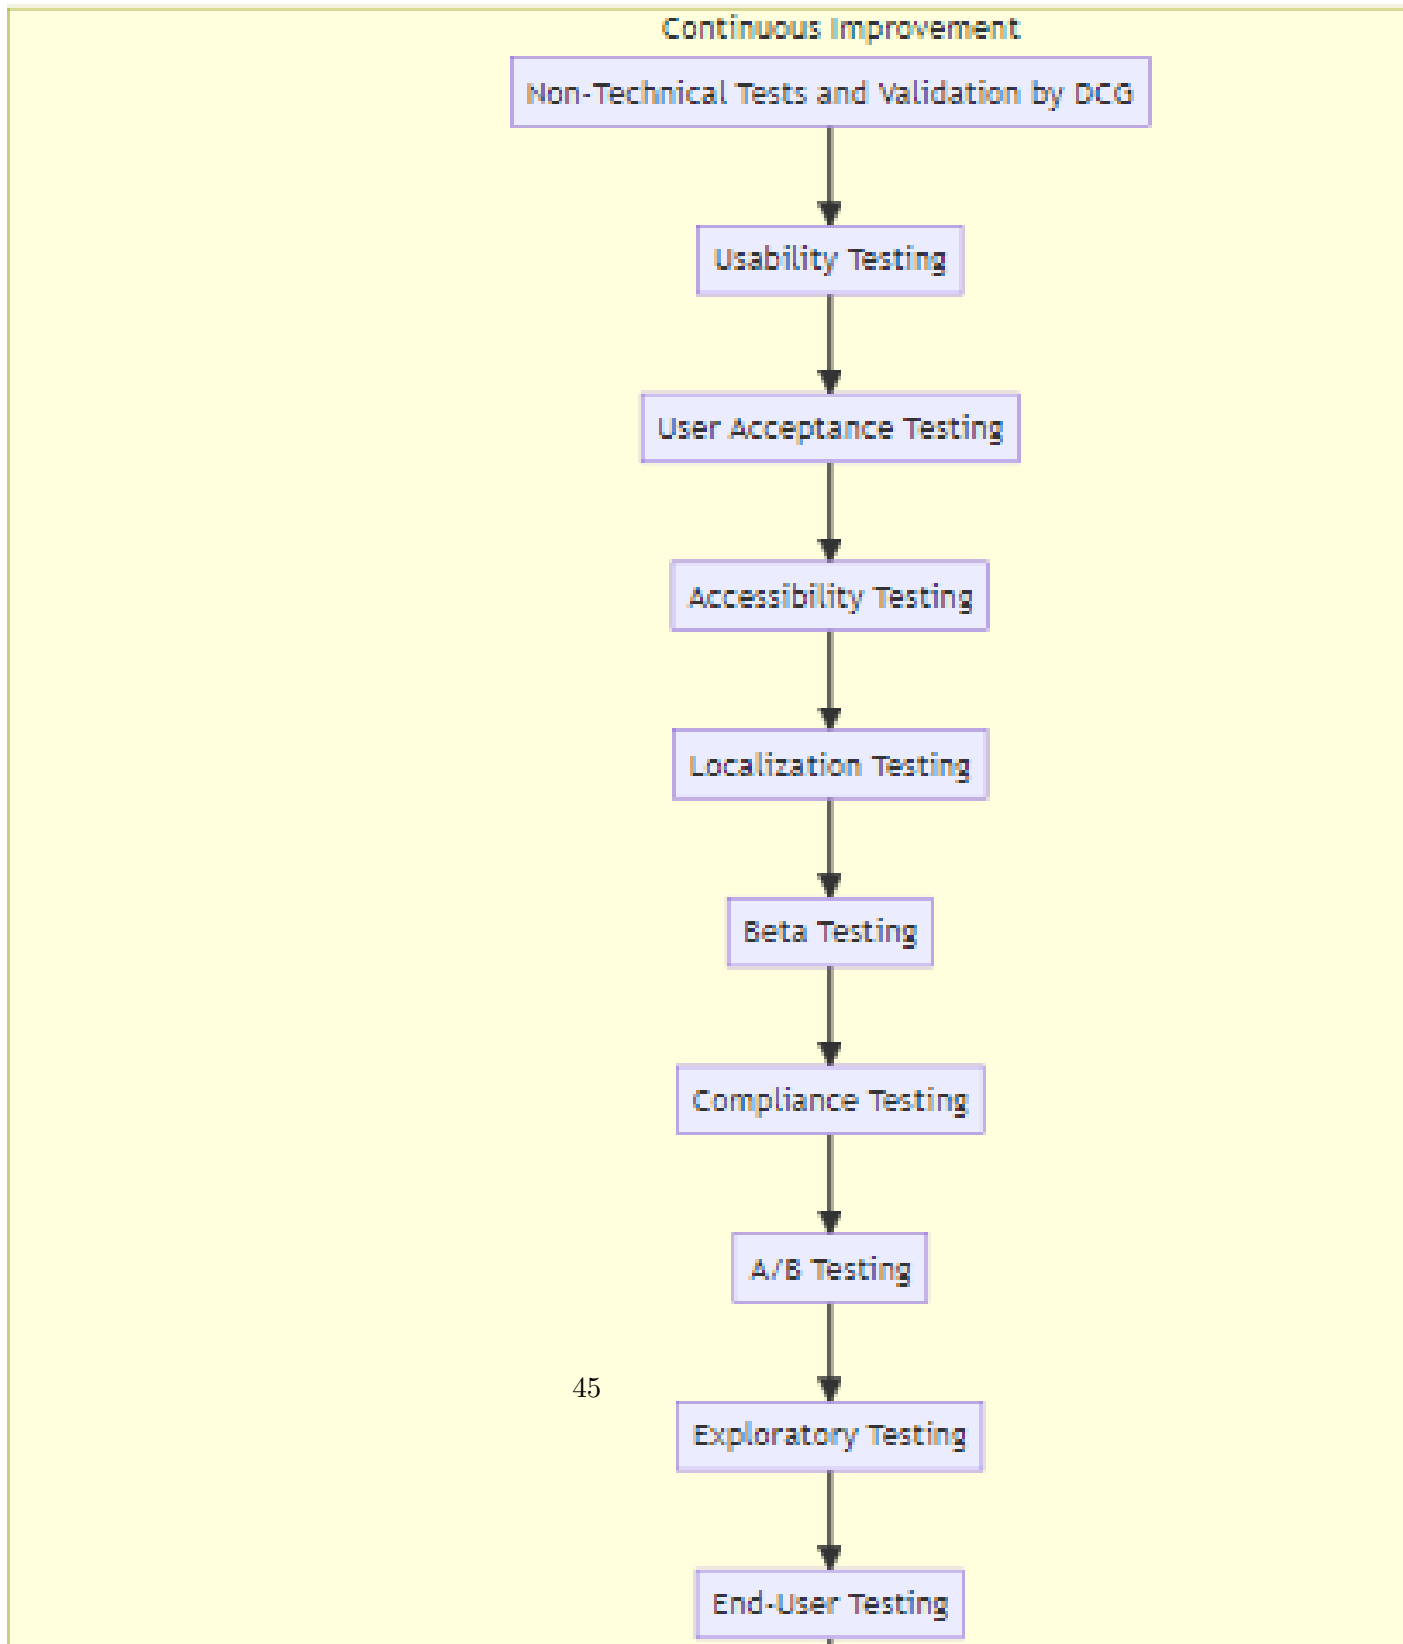 Continuous Improvement
Non-Technical Tests and Validation by DCG
Usability Testing
User Acceptance Testing
Accessibility Testing
Localization Testing
Beta Testing
Compliance Testing
A/B Testing
45
Exploratory Testing
End-User Testing